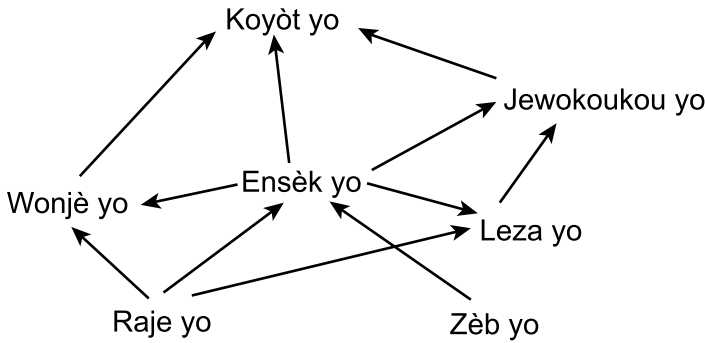 Koyòt yo
Jewokoukou yo
Ensèk yo
Wonjè yo
Leza yo
Raje yo
Zèb yo